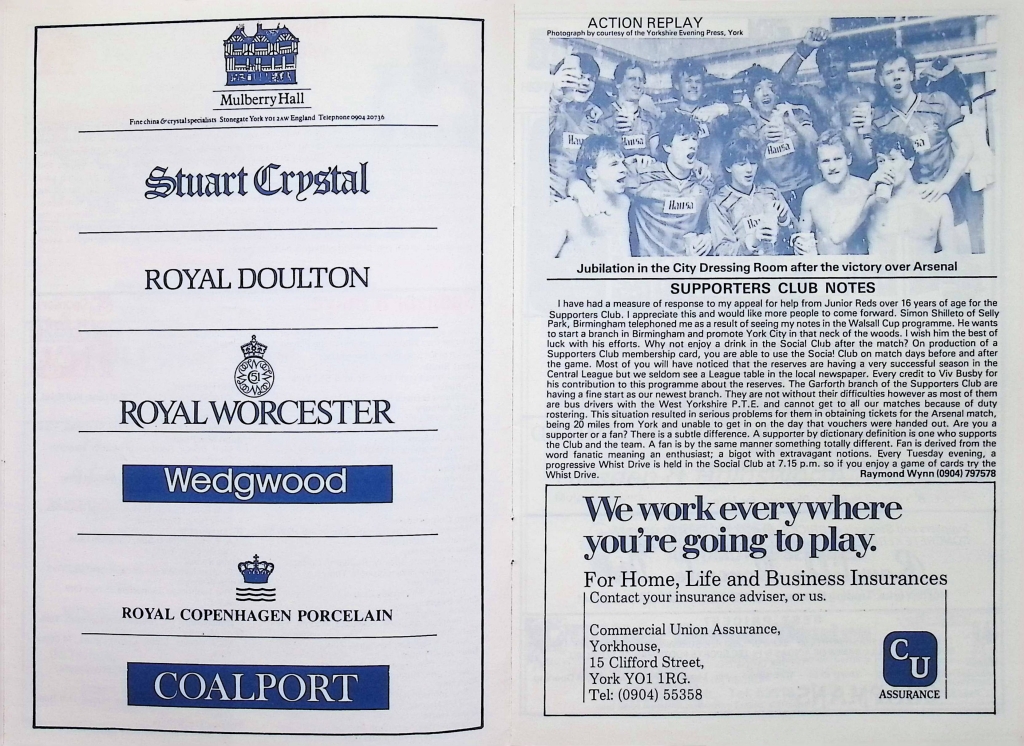 Mulberry Hall
Fine china & crystal specialists Stonegate York YO1 2AW England Telephone 0904 20736
Stuart Crystal
ROYAL DOULTON
51
ROYAL WORCESTER
Wedgwood
ROYAL COPENHAGEN PORCELAIN
COALPORT
ACTION REPLAY
Photograph by courtesy of the Yorkshire Evening Press, York
Hansa
Hansa
Hansa
Hansa
Jubilation in the City Dressing Room after the victory over Arsenal
SUPPORTERS CLUB NOTES
I have had a measure of response to my appeal for help from Junior Reds over 16 years of age for the
Supporters Club. I appreciate this and would like more people to come forward. Simon Shilleto of Selly
Park, Birmingham telephoned me as a result of seeing my notes in the Walsall Cup programme. He wants
to start a branch in Birmingham and promote York City in that neck of the woods. I wish him the best of
luck with his efforts. Why not enjoy a drink in the Social Club after the match? On production of a
Supporters Club membership card, you are able to use the Social Club on match days before and after the
game. Most of you will have noticed that the reserves are having a very successful season in the
Central League but we seldom see a League table in the local newspaper. Every credit to Viv Busby for
his contribution to this programme about the reserves. The Garforth branch of the Supporters Club are
having a fine start as our newest branch. They are not without their difficulties however as most of them
are bus drivers with the West Yorkshire P.T.E. and cannot get to all our matches because of duty
rostering. This situation resulted in serious problems for them in obtaining tickets for the Arsenal match,
being 20 miles from York and unable to get in on the day that vouchers were handed out. Are you a
supporter or a fan? There is a subtle difference. A supporter by dictionary definition is one who supports
the Club and the team. A fan is by the same manner something totally different. Fan is derived from the
word fanatic meaning an enthusiast; a bigot with extravagant notions. Every Tuesday evening, a
progressive Whist Drive is held in the Social Club at 7.15 p.m. so if you enjoy a game of cards try the
Whist Drive. Raymond Wynn (0904) 797578
We work everywhere
you're going to play.
For Home, Life and Business Insurances
Contact your insurance adviser, or us.
Commercial Union Assurance,
Yorkhouse,
15 Clifford Street,
York YO1 1RG.
Tel: (0904) 55358
CU
ASSURANCE